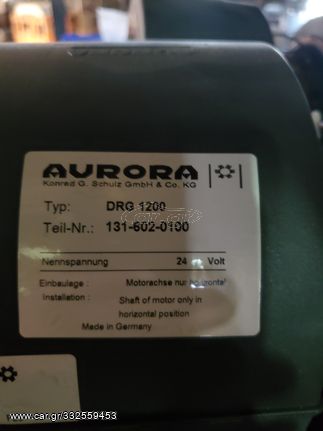 AURORA
Konrad G. Schulz GmbH & Co. KG
Typ: DRG 1200
Teil-Nr.: 131-602-0100
Nennspannung 24 Volt
Einbaulage : Motorachse nur horizontal
Installation : Shaft of motor only in
horizontal position
Made in Germany
www.car.gr/332559453